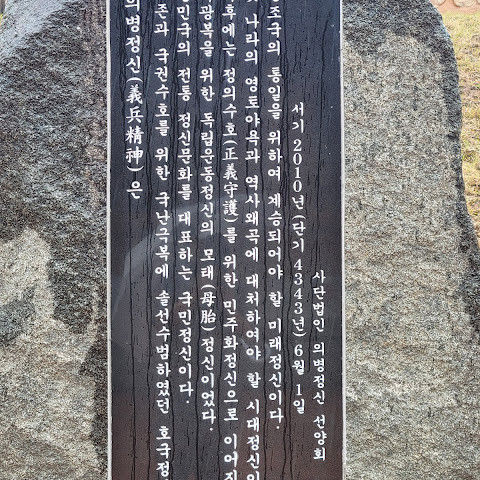 의병정신(義兵精神)은
존과 국권수호를 위한 국난극복에 솔선수범하였던 호국정
민국의 전통 정신문화를 대표하는 국민정신이다.
광복을 위한 독립운동정신의 모태(母胎)정신이었다.
후에는 정의수호(正義守護)를 위한 민주화정신으로
나라의 영토야욕과 역사왜곡에 대처하여야 할 시대정신이
조국의 통일을 위하여 계승되어야 할 미래정신이다.
서기 2010년(단기 4343년) 6월 1일
사단법인 의병정신 선양회